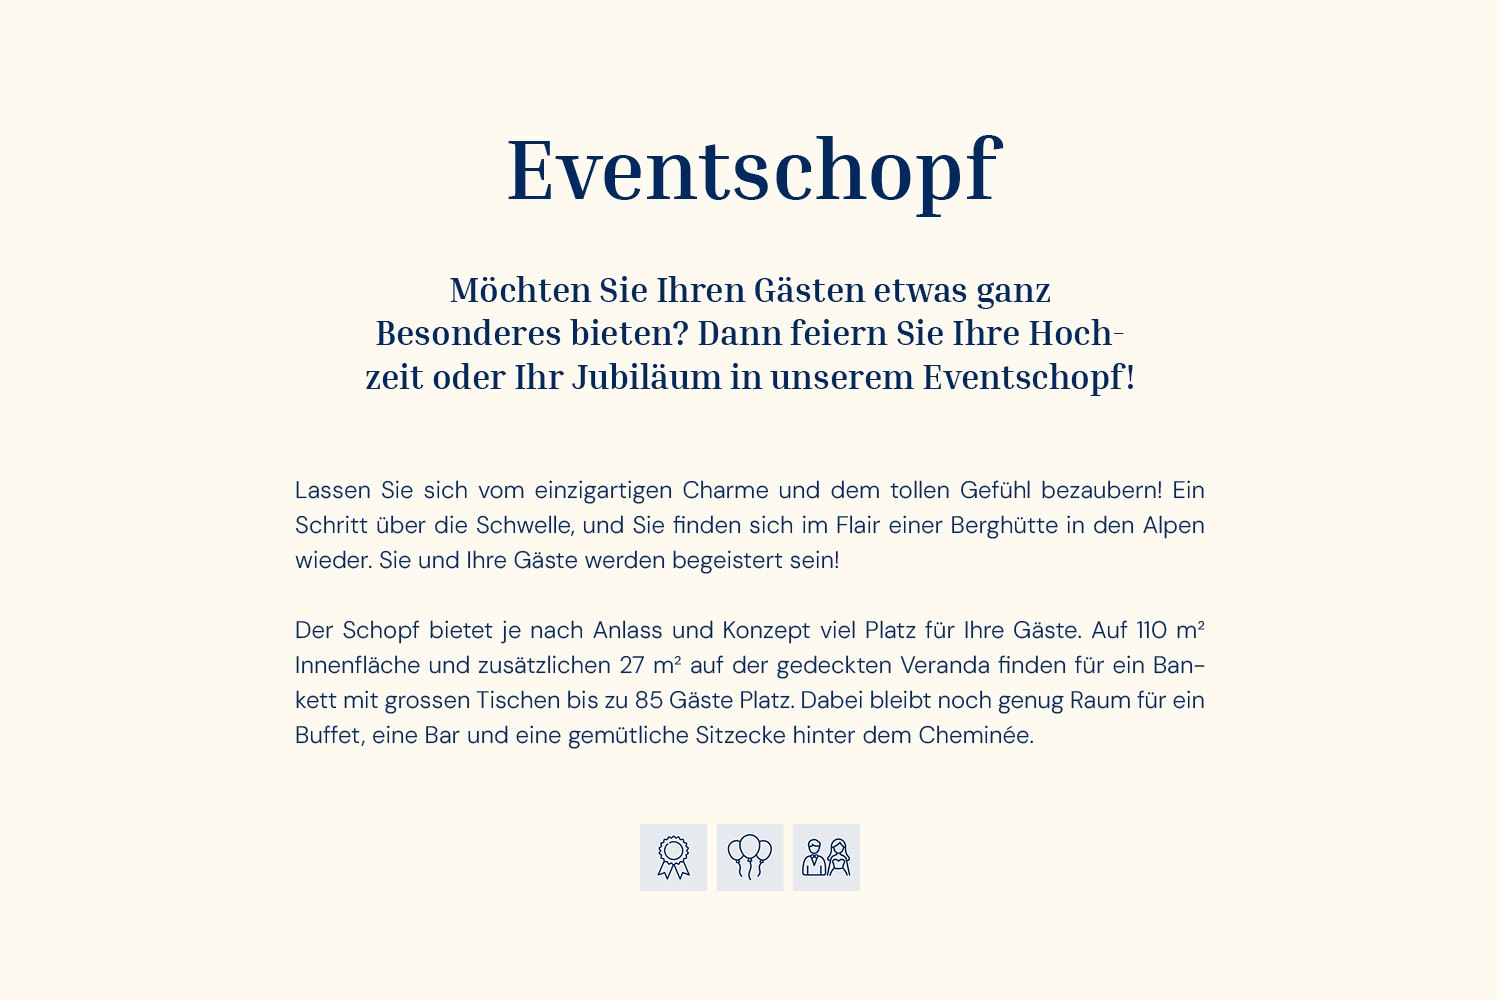 Eventschopf
Möchten Sie Ihren Gästen etwas ganz
Besonderes bieten? Dann feiern Sie Ihre Hoch-
zeit oder Ihr Jubiläum in unserem Eventschopf!
Lassen Sie sich vom einzigartigen Charme und dem tollen Gefühl bezaubern! Ein
Schritt über die Schwelle, und Sie finden sich im Flair einer Berghütte in den Alpen
wieder. Sie und Ihre Gäste werden begeistert sein!
Der Schopf bietet je nach Anlass und Konzept viel Platz für Ihre Gäste. Auf 110 m²
Innenfläche und zusätzlichen 27 m² auf der gedeckten Veranda finden für ein Ban-
kett mit grossen Tischen bis zu 85 Gäste Platz. Dabei bleibt noch genug Raum für ein
Buffet, eine Bar und eine gemütliche Sitzecke hinter dem Cheminée.